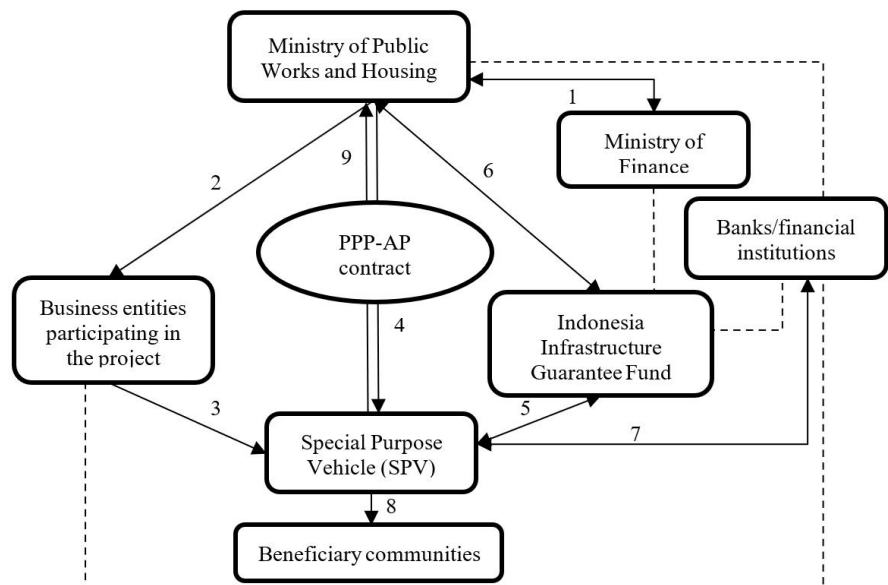 Ministry of Public
Works and Housing
1
Ministry of
Finance
2
9
6
Banks/financial
institutions
PPP-AP
contract
Business entities
participating in
the project
4
Indonesia
Infrastructure
Guarantee Fund
3
5
7
Special Purpose
Vehicle (SPV)
8
Beneficiary communities